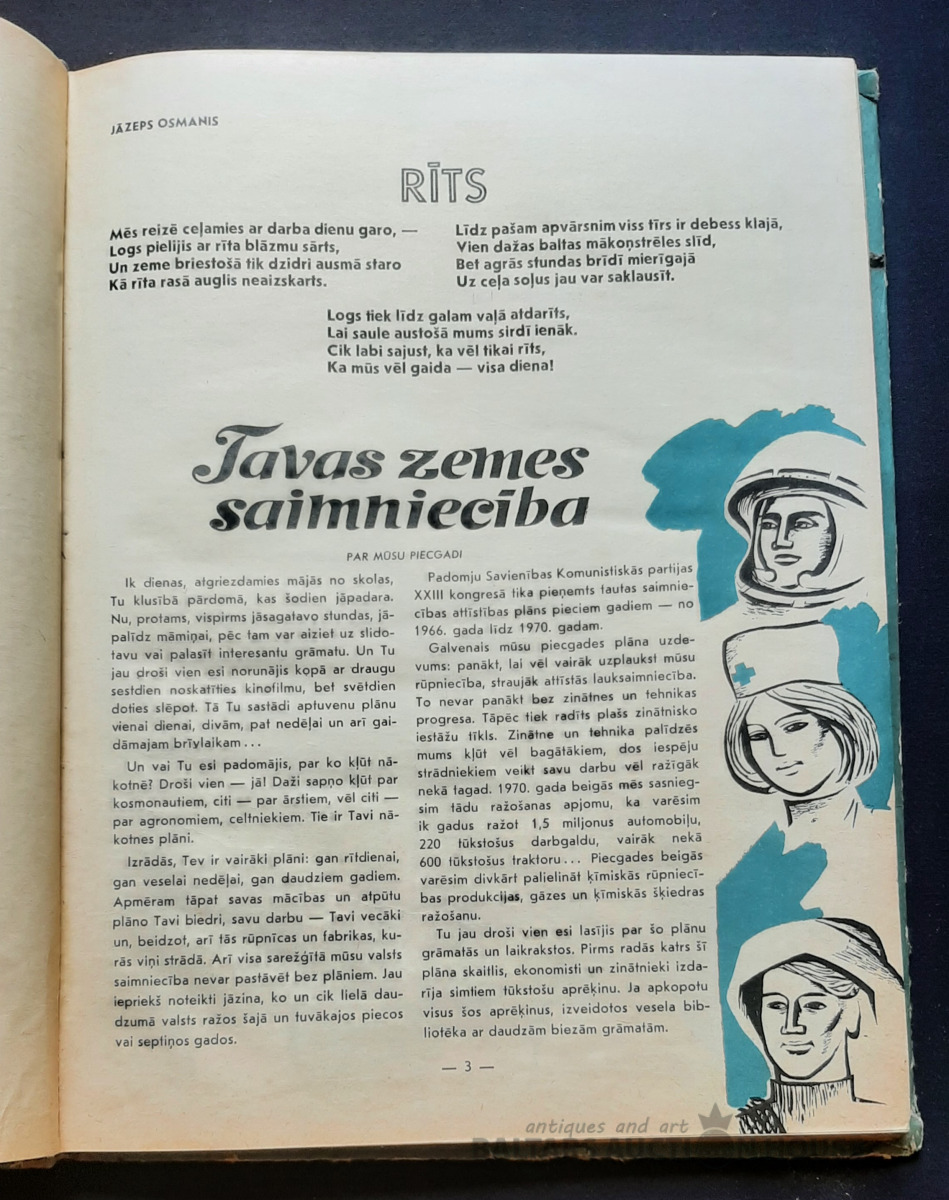 JĀZEPS OSMANIS
RĪTS
Mēs reizē ceļamies ar darba dienu garo, —
Logs pielijis ar rīta blāzmu sārts,
Un zeme briestošā tik dzidri ausmā staro
Kā rīta rasā auglis neaizskarts.
Līdz pašam apvārsnim viss tīrs ir debess klajā,
Vien dažas baltas mākoņstrēles slīd,
Bet agrās stundas brīdī mierīgajā
Uz ceļa soļus jau var saklausīt.
Logs tiek līdz galam vaļā atdarīts,
Lai saule austošā mums sirdī ienāk.
Cik labi sajust, ka vēl tikai rīts,
Ka mūs vēl gaida — visa diena!
Tavas zemes
saimniecība
PAR MŪSU PIECGADI
Ik dienas, atgriezdamies mājās no skolas,
Tu klusībā pārdomā, kas šodien jāpadara.
Nu, protams, vispirms jāsagatavo stundas, jā-
palīdz māmiņai, pēc tam var aiziet uz slido-
tavu vai palasīt interesantu grāmatu. Un Tu
jau droši vien esi norunājis kopā ar draugu
sestdien noskatīties kinofilmu, bet svētdien
doties slēpot. Tā Tu sastādi aptuvenu plānu
vienai dienai, divām, pat nedēļai un arī gai-
dāmajam brīvlaikam ...
Un vai Tu esi padomājis, par ko kļūt nā-
kotnē? Droši vien — jā! Daži sapņo kļūt par
kosmonautiem, citi — par ārstiem, vēl citi —
par agronomiem, celtniekiem. Tie ir Tavi nā-
kotnes plāni.
Izrādās, Tev ir vairāki plāni: gan rītdienai,
gan veselai nedēļai, gan daudziem gadiem.
Apmēram tāpat savas mācības un atpūtu
plāno Tavi biedri, savu darbu — Tavi vecāki
un, beidzot, arī tās rūpnīcas un fabrikas, ku-
rās viņi strādā. Arī visa sarežģītā mūsu valsts
saimniecība nevar pastāvēt bez plāniem. Jau
iepriekš noteikti jāzina, ko un cik lielā dau-
dzumā valsts ražos šajā un tuvākajos piecos
vai septiņos gados.
Padomju Savienības Komunistiskās partijas
XXIII kongresā tika pieņemts tautas saimnie-
cības attīstības plāns pieciem gadiem — no
1966. gada līdz 1970. gadam.
Galvenais mūsu piecgades plāna uzde-
vums: panākt, lai vēl vairāk uzplaukst mūsu
rūpniecība, straujāk attīstās lauksaimniecība.
To nevar panākt bez zinātnes un tehnikas
progresa. Tāpēc tiek radīts plašs zinātnisko
iestāžu tīkls. Zinātne un tehnika palīdzēs
mums kļūt vēl bagātākiem, dos iespēju
strādniekiem veikt savu darbu vēl ražīgāk
nekā tagad. 1970. gada beigās mēs sasnieg-
sim tādu ražošanas apjomu, ka varēsim
ik gadus ražot 1,5 miljonus automobiļu,
220 tūkstošus darbgaldu, vairāk nekā
600 tūkstošus traktoru ... Piecgades beigās
varēsim divkārt palielināt ķīmiskās rūpniecī-
bas produkcijas, gāzes un ķīmiskās šķiedras
ražošanu.
Tu jau droši vien esi lasījis par šo plānu
grāmatās un laikrakstos. Pirms radās katrs šī
plāna skaitlis, ekonomisti un zinātnieki izda-
rīja simtiem tūkstošu aprēķinu. Ja apkopotu
visus šos aprēķinus, izveidotos vesela bib-
liotēka ar daudzām biezām grāmatām.
— 3 —
antiques and art